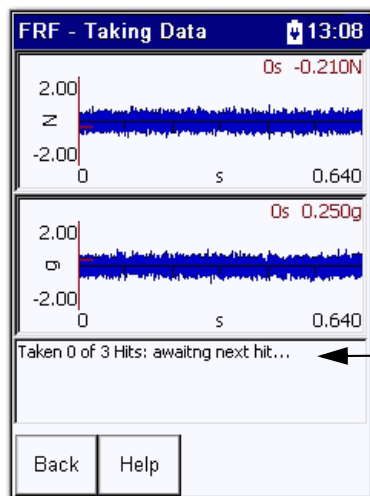 FRF - Taking Data 13:08
0s -0.210N
2.00
N
-2.00
0 s 0.640
0s 0.250g
2.00
g
-2.00
0 s 0.640
Taken 0 of 3 Hits: awaitng next hit...
Back Help